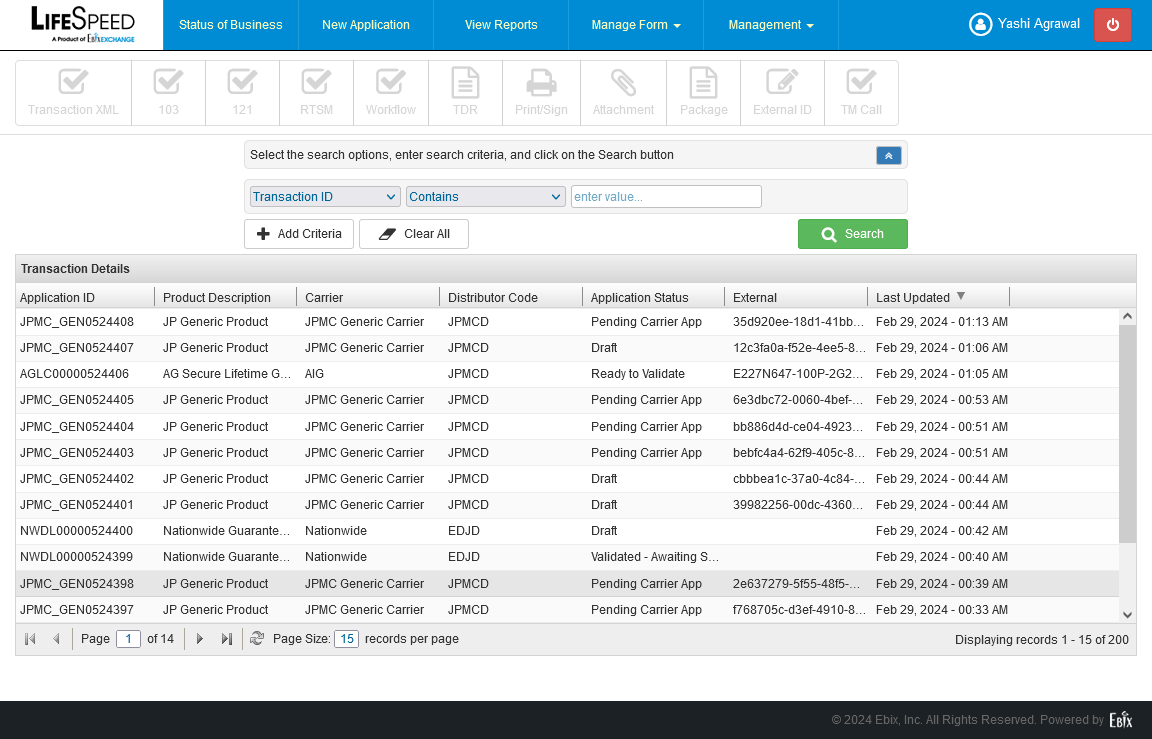 LIFESPEED
A Product of Ebix EXCHANGE
Status of Business New Application View Reports Manage Form Management Yashi Agrawal
Transaction XML 103 121 RTSM Workflow TDR Print/Sign Attachment Package External ID TM Call
Select the search options, enter search criteria, and click on the Search button
Transaction ID Contains enter value...
Add Criteria Clear All Search
Transaction Details
Application ID Product Description Carrier Distributor Code Application Status External Last Updated
JPMC_GEN0524408 JP Generic Product JPMC Generic Carrier JPMCD Pending Carrier App 35d920ee-18d1-41bb... Feb 29, 2024 - 01:13 AM
JPMC_GEN0524407 JP Generic Product JPMC Generic Carrier JPMCD Draft 12c3fa0a-f52e-4ee5-8... Feb 29, 2024 - 01:06 AM
AGLC00000524406 AG Secure Lifetime G... AIG JPMCD Ready to Validate E227N647-100P-2G2... Feb 29, 2024 - 01:05 AM
JPMC_GEN0524405 JP Generic Product JPMC Generic Carrier JPMCD Pending Carrier App 6e3dbc72-0060-4bef-... Feb 29, 2024 - 00:53 AM
JPMC_GEN0524404 JP Generic Product JPMC Generic Carrier JPMCD Pending Carrier App bb886d4d-ce04-4923... Feb 29, 2024 - 00:51 AM
JPMC_GEN0524403 JP Generic Product JPMC Generic Carrier JPMCD Pending Carrier App bebfc4a4-62f9-405c-8... Feb 29, 2024 - 00:51 AM
JPMC_GEN0524402 JP Generic Product JPMC Generic Carrier JPMCD Draft cbbbea1c-37a0-4c84-... Feb 29, 2024 - 00:44 AM
JPMC_GEN0524401 JP Generic Product JPMC Generic Carrier JPMCD Draft 39982256-00dc-4360... Feb 29, 2024 - 00:44 AM
NWDL00000524400 Nationwide Guarante... Nationwide EDJD Draft Feb 29, 2024 - 00:42 AM
NWDL00000524399 Nationwide Guarante... Nationwide EDJD Validated - Awaiting S... Feb 29, 2024 - 00:40 AM
JPMC_GEN0524398 JP Generic Product JPMC Generic Carrier JPMCD Pending Carrier App 2e637279-5f55-48f5-... Feb 29, 2024 - 00:39 AM
JPMC_GEN0524397 JP Generic Product JPMC Generic Carrier JPMCD Pending Carrier App f768705c-d3ef-4910-8... Feb 29, 2024 - 00:33 AM
Page 1 of 14 Page Size: 15 records per page Displaying records 1 - 15 of 200
© 2024 Ebix, Inc. All Rights Reserved. Powered by Ebix